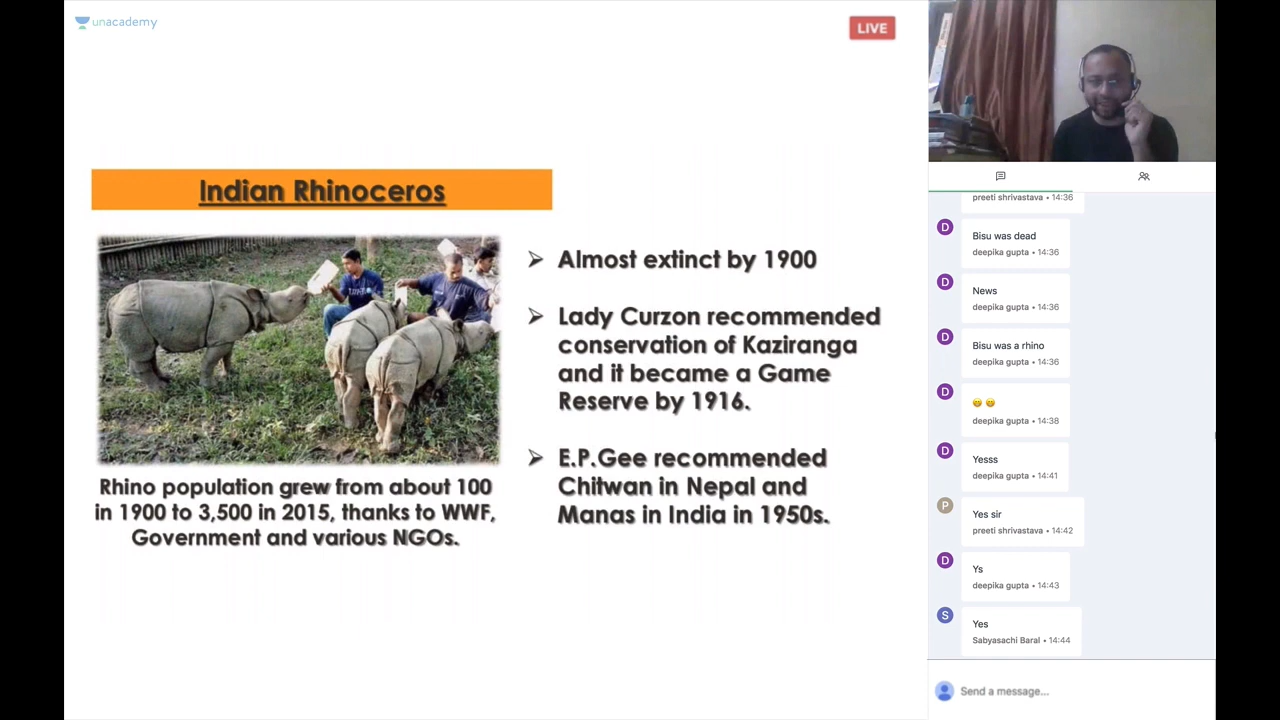 unacademy
LIVE
Indian Rhinoceros
➢ Almost extinct by 1900
➢ Lady Curzon recommended
conservation of Kaziranga
and it became a Game
Reserve by 1916.
➢ E.P.Gee recommended
Chitwan in Nepal and
Manas in India in 1950s.
Rhino population grew from about 100
in 1900 to 3,500 in 2015, thanks to WWF,
Government and various NGOs.
preeti shrivastava • 14:36
D
Bisu was dead
deepika gupta • 14:36
D
News
deepika gupta • 14:36
D
Bisu was a rhino
deepika gupta • 14:36
D
😁 😁
deepika gupta • 14:38
D
Yesss
deepika gupta • 14:41
P
Yes sir
preeti shrivastava • 14:42
D
Ys
deepika gupta • 14:43
S
Yes
Sabyasachi Baral • 14:44
Send a message...